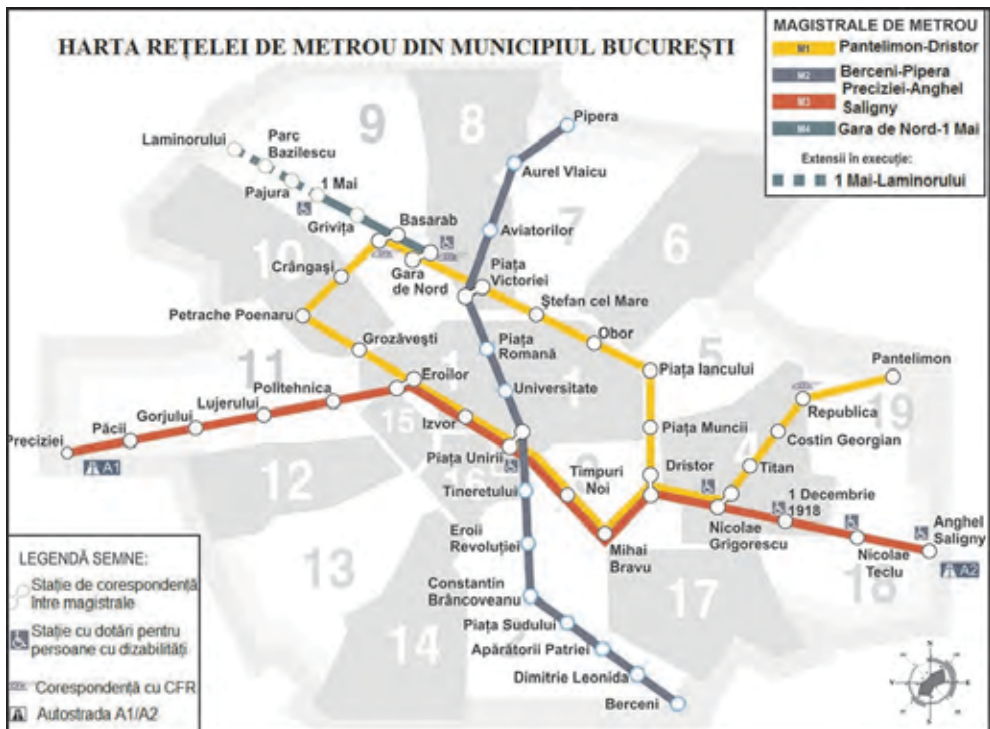 HARTA REȚELEI DE METROU DIN MUNICIPIUL BUCUREȘTI
MAGISTRALE DE METROU
M1 Pantelimon-Dristor
M2 Berceni-Pipera
M3 Preciziei-Anghel
Saligny
M4 Gara de Nord-1 Mai
Extensii în execuție:
1 Mai-Laminorului
9
8
Pipera
Laminorului
Parc
Bazilescu
Aurel Vlaicu
Pajura
1 Mai
Grivița
Basarab
7
6
Aviatorilor
10
Crângași
Gara
de Nord
Piața
Victoriei
Ștefan cel Mare
Petrache Poenaru
Obor
Grozăvești
Piața
Romană
5
Pantelimon
11
1
Piața Iancului
Eroilor
Politehnica
Universitate
1
19
Lujerului
Republica
Gorjului
15
Izvor
Piața Muncii
Costin Georgian
Păcii
4
Preciziei
Piața Unirii
A1
Timpuri
Noi
Dristor
Titan
12
16
Tineretului
1 Decembrie
1918
Anghel
Saligny
Nicolae
Grigorescu
Eroii
Revoluției
Mihai
Bravu
Nicolae
Teclu
A2
13
17
18
Constantin
Brâncoveanu
Piața Sudului
14
Apărătorii Patriei
Dimitrie Leonida
Berceni
LEGENDĂ SEMNE:
Stație de corespondență
între magistrale
Stație cu dotări pentru
persoane cu dizabilități
Corespondență cu CFR
Autostrada A1/A2